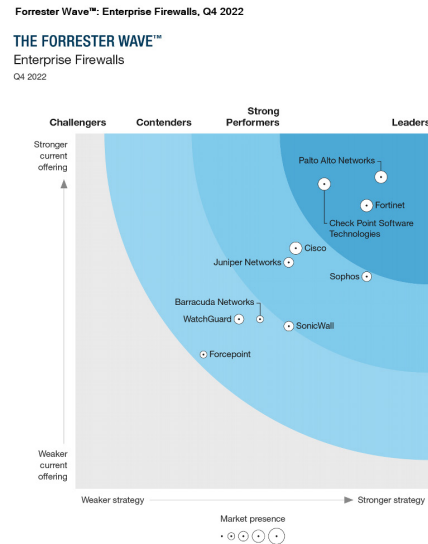 Forrester Wave™: Enterprise Firewalls, Q4 2022
THE FORRESTER WAVE™
Enterprise Firewalls
Q4 2022
Challengers
Contenders
Strong
Performers
Leaders
Stronger
current
offering
Palto Alto Networks
Fortinet
Check Point Software
Technologies
Cisco
Juniper Networks
Sophos
Barracuda Networks
WatchGuard
SonicWall
Forcepoint
Weaker
current
offering
Weaker strategy
Stronger strategy
Market presence